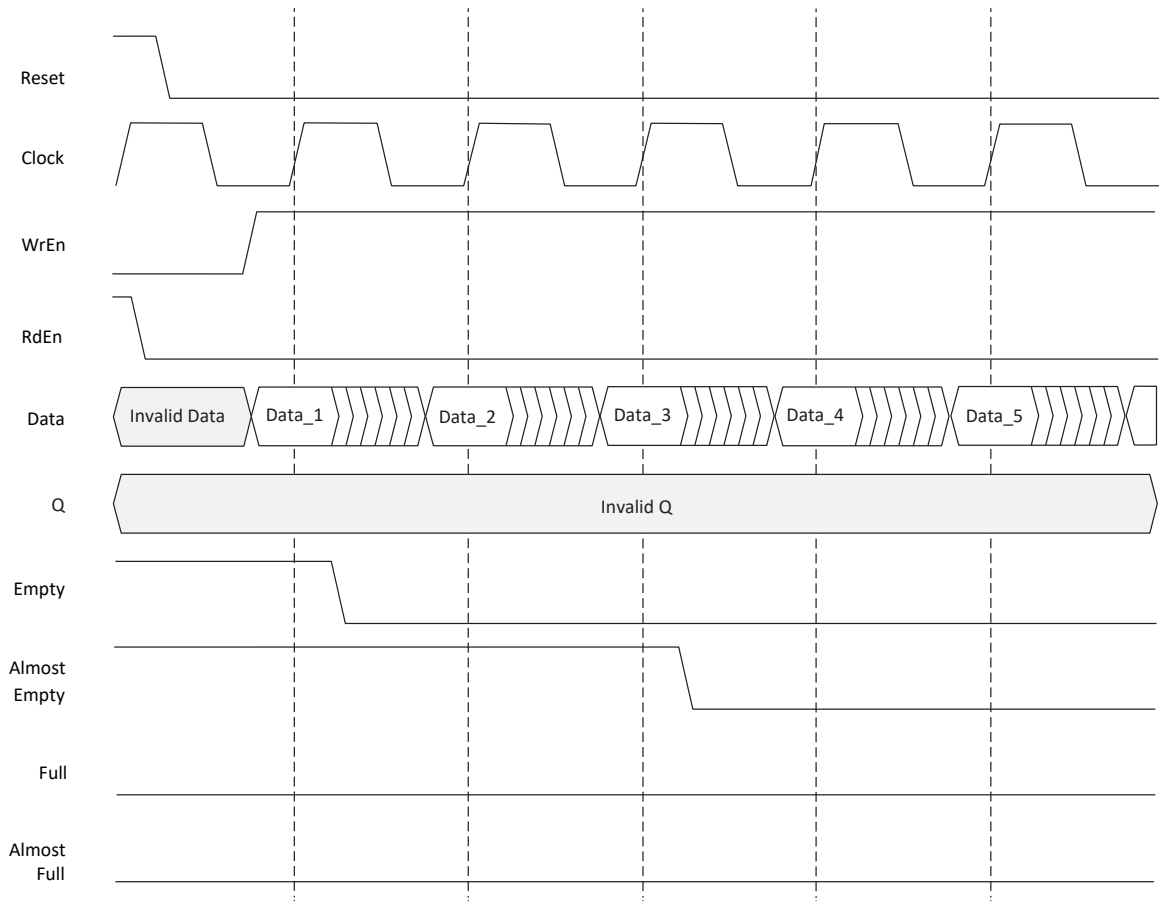 Reset
Clock
WrEn
RdEn
Data
Invalid Data
Data_1
Data_2
Data_3
Data_4
Data_5
Q
Invalid Q
Empty
Almost
Empty
Full
Almost
Full